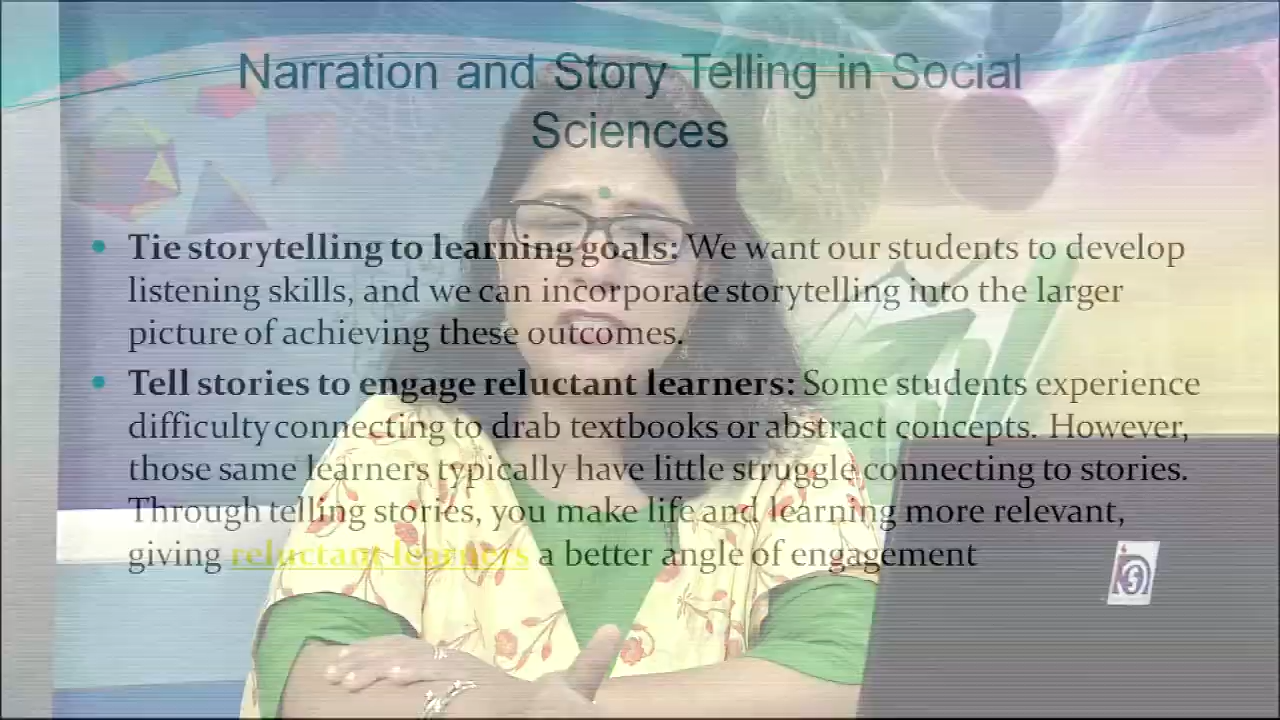 Narration and Story Telling in Social
Sciences
• Tie storytelling to learning goals: We want our students to develop
listening skills, and we can incorporate storytelling into the larger
picture of achieving these outcomes.
• Tell stories to engage reluctant learners: Some students experience
difficulty connecting to drab textbooks or abstract concepts. However,
those same learners typically have little struggle connecting to stories.
Through telling stories, you make life and learning more relevant,
giving reluctant learners a better angle of engagement